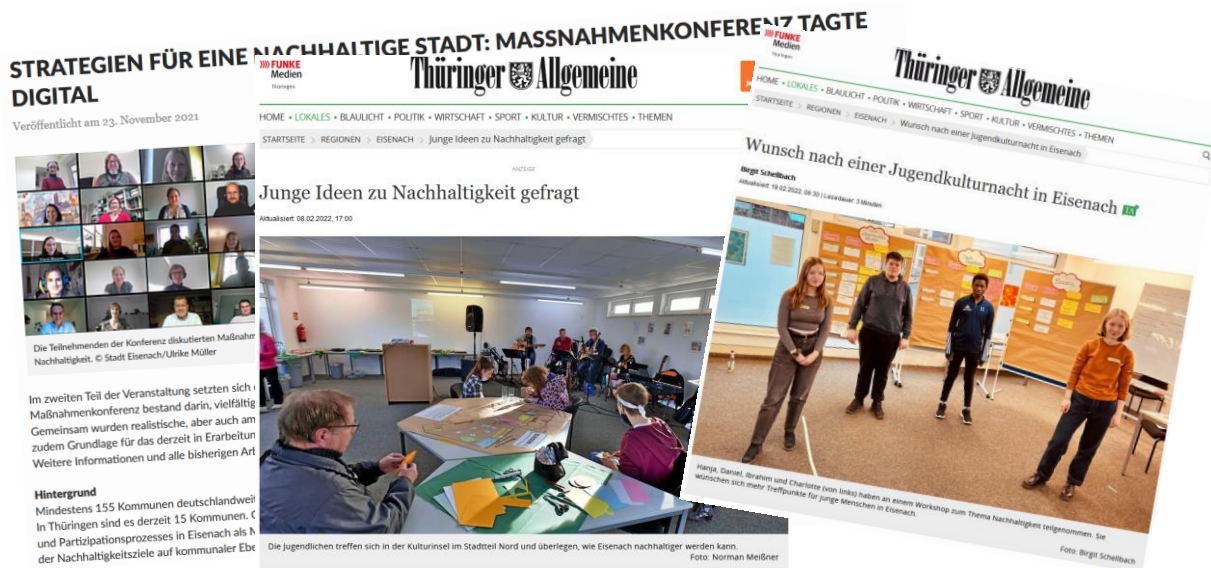 STRATEGIEN FÜR EINE NACHHALTIGE STADT: MASSNAHMENKONFERENZ TAGTE
DIGITAL
Veröffentlicht am 23. November 2021
Die Teilnehmenden der Konferenz diskutierten
Nachhaltigkeit. © Stadt Eisenach/Ulrike Müller
Im zweiten Teil der Veranstaltung setzten sich
Maßnahmenkonferenz bestand darin,
Gemeinsam wurden realistische, aber auch
zudem Grundlage für das derzeit in
Weitere Informationen und alle bisherigen
Hintergrund
Mindestens 155 Kommunen
In Thüringen sind es derzeit 15 Kommunen.
und Partizipationsprozesses in Eisenach als
der Nachhaltigkeitsziele auf kommunaler
FUNKE
Medien
Thüringen
Thüringer Allgemeine
HOME • LOKALES • BLAULICHT • POLITIK • WIRTSCHAFT • SPORT • KULTUR • VERMISCHTES • THEMEN
STARTSEITE > REGIONEN > EISENACH > Junge Ideen zu Nachhaltigkeit gefragt
ANZEIGE
Junge Ideen zu Nachhaltigkeit gefragt
Aktualisiert: 08.02.2022, 17:00
Die Jugendlichen treffen sich in der Kulturinsel im Stadtteil Nord und überlegen, wie Eisenach nachhaltiger werden kann.
Foto: Norman Meißner
FUNKE
Medien
Thüringen
Thüringer Allgemeine
HOME • LOKALES • BLAULICHT • POLITIK • WIRTSCHAFT • SPORT • KULTUR • VERMISCHTES • THEMEN
STARTSEITE > REGIONEN > EISENACH > Wunsch nach einer Jugendkulturnacht in Eisenach
Wunsch nach einer Jugendkulturnacht in Eisenach
Birgit Schellbach
Aktualisiert: 19.02.2022, 06:30 | Lesedauer: 3 Minuten
Hanja, Daniel, Ibrahim und Charlotte (von links) haben an einem Workshop zum Thema Nachhaltigkeit teilgenommen. Sie
wünschen sich mehr Treffpunkte für junge Menschen in Eisenach.
Foto: Birgit Schellbach